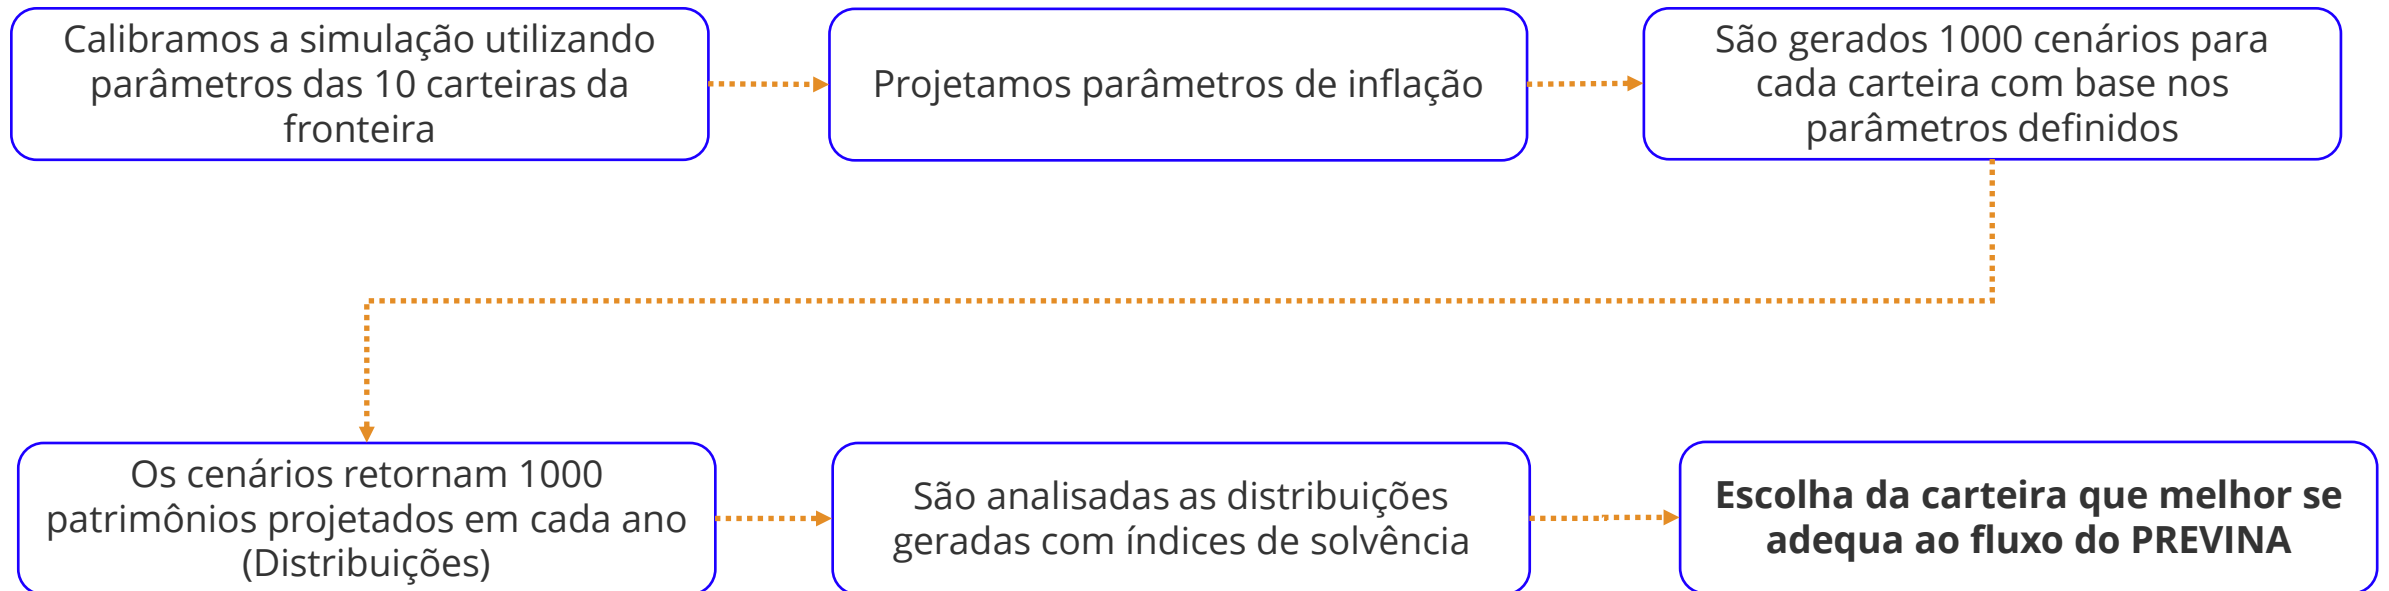 Calibramos a simulação utilizando
parâmetros das 10 carteiras da
fronteira
Projetamos parâmetros de inflação
São gerados 1000 cenários para
cada carteira com base nos
parâmetros definidos
Os cenários retornam 1000
patrimônios projetados em cada ano
(Distribuições)
São analisadas as distribuições
geradas com índices de solvência
Escolha da carteira que melhor se
adequa ao fluxo do PREVINA